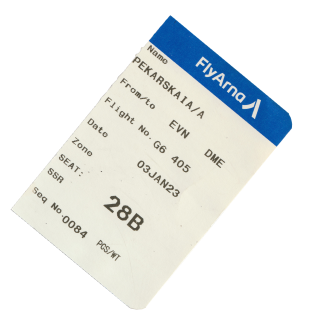 FlyArna
Name
PEKARSKAIA/A
From/to EVN DME
Flight No. G6 405
Date 03JAN23
Zone
SEAT: 28B
SSR
Seq No 0084 PCS/WT